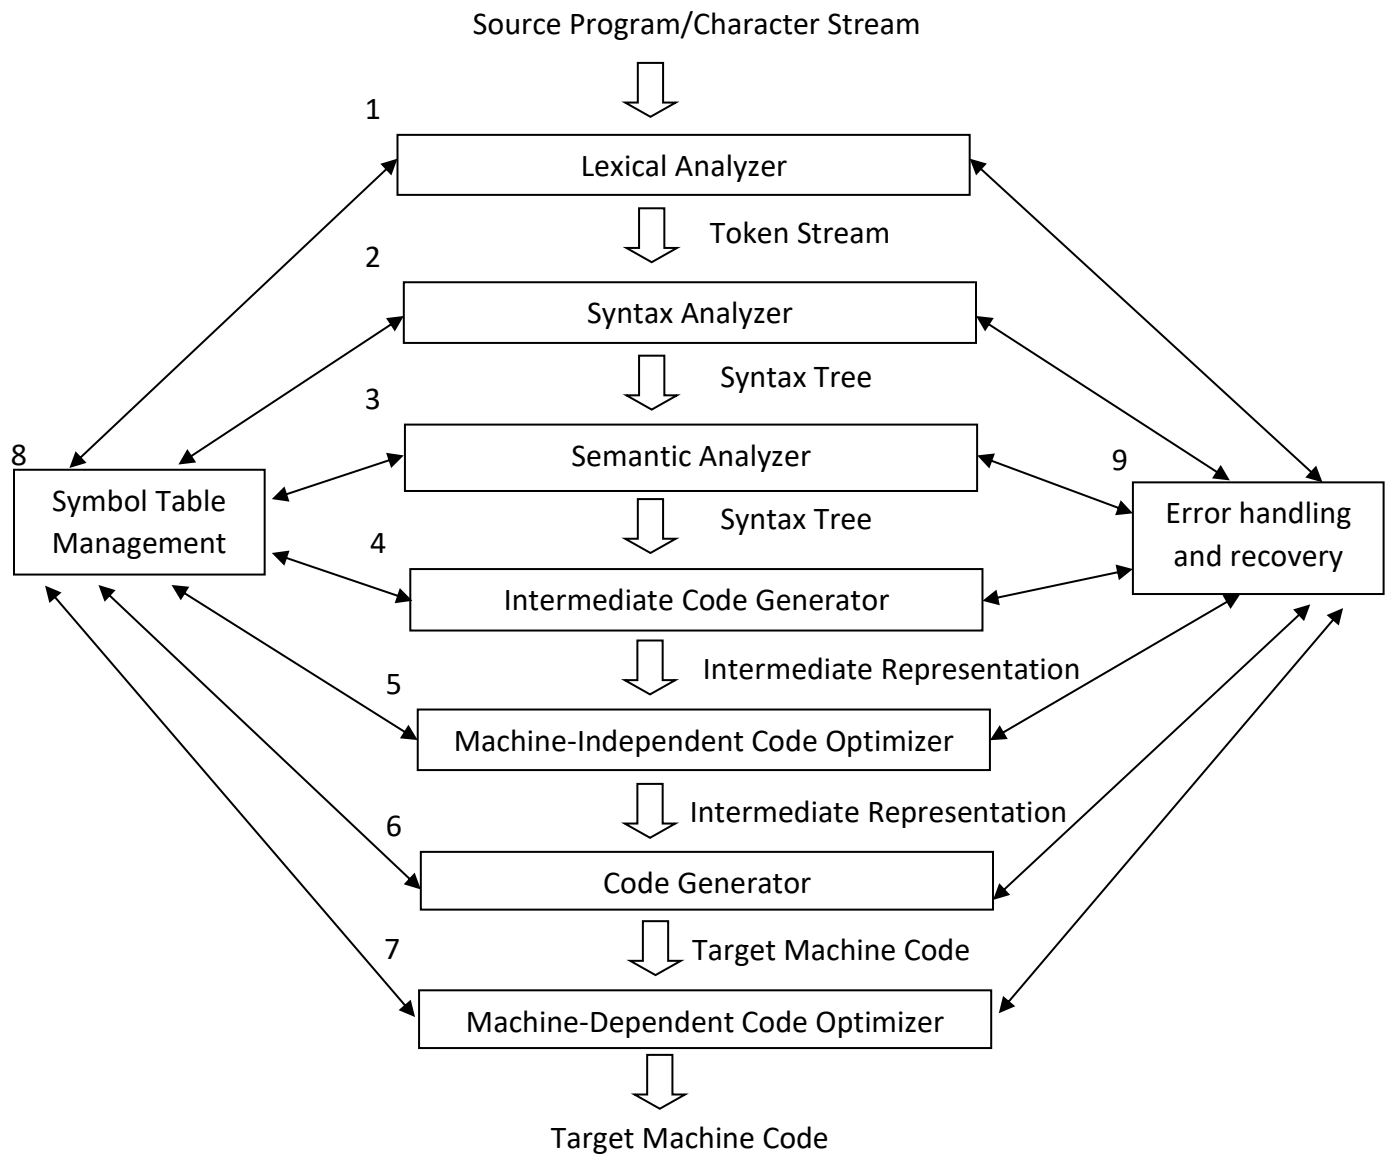 Source Program/Character Stream
1
Lexical Analyzer
Token Stream
2
Syntax Analyzer
Syntax Tree
3
8
Semantic Analyzer
9
Symbol Table
Management
Error handling
and recovery
Syntax Tree
4
Intermediate Code Generator
Intermediate Representation
5
Machine-Independent Code Optimizer
Intermediate Representation
6
Code Generator
7
Target Machine Code
Machine-Dependent Code Optimizer
Target Machine Code